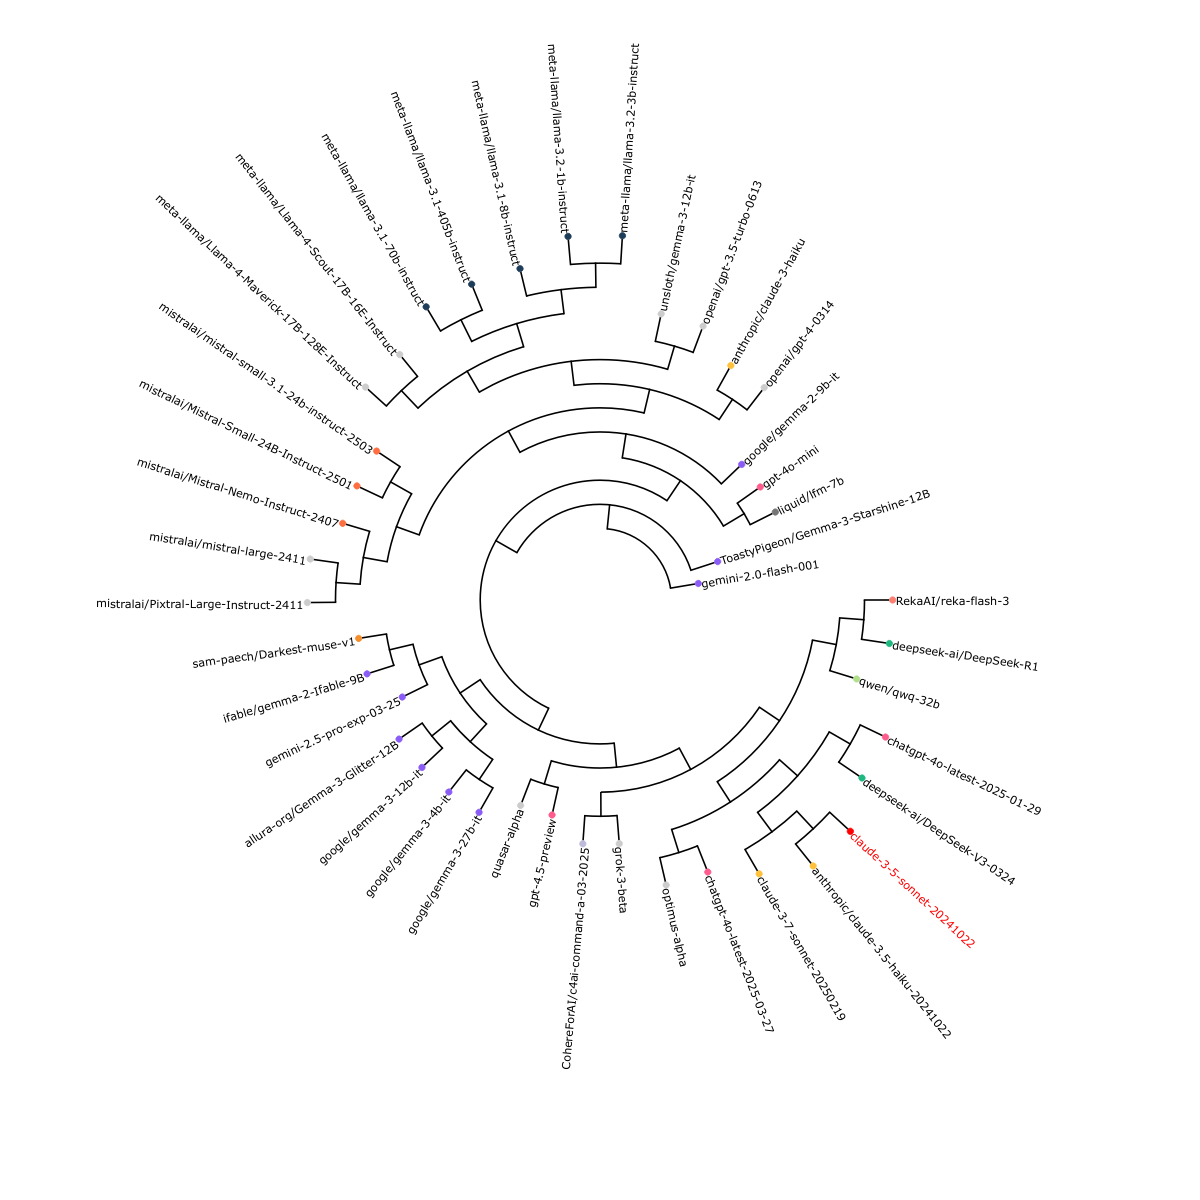 meta-llama/llama-3.2-3b-instruct
unsloth/gemma-3-12b-it
openai/gpt-3.5-turbo-0613
anthropic/claude-3-haiku
openai/gpt-4-0314
google/gemma-2-9b-it
gpt-4o-mini
liquid/lfm-7b
ToastyPigeon/Gemma-3-Starshine-12B
gemini-2.0-flash-001
RekaAI/reka-flash-3
deepseek-ai/DeepSeek-R1
qwen/qwq-32b
chatgpt-4o-latest-2025-01-29
deepseek-ai/DeepSeek-V3-0324
claude-3-5-sonnet-20241022
anthropic/claude-3.5-haiku-20241022
claude-3-7-sonnet-20250219
chatgpt-4o-latest-2025-03-27
optimus-alpha
grok-3-beta
CohereForAI/c4ai-command-a-03-2025
gpt-4.5-preview
quasar-alpha
google/gemma-3-27b-it
google/gemma-3-4b-it
google/gemma-3-12b-it
allura-org/Gemma-3-Glitter-12B
gemini-2.5-pro-exp-03-25
ifable/gemma-2-Ifable-9B
sam-paech/Darkest-muse-v1
mistralai/Pixtral-Large-Instruct-2411
mistralai/mistral-large-2411
mistralai/Mistral-Nemo-Instruct-2407
mistralai/Mistral-Small-24B-Instruct-2501
mistralai/mistral-small-3.1-24b-instruct-2503
meta-llama/Llama-4-Maverick-17B-128E-Instruct
meta-llama/Llama-4-Scout-17B-16E-Instruct
meta-llama/llama-3.1-70b-instruct
meta-llama/llama-3.1-405b-instruct
meta-llama/llama-3.1-8b-instruct
meta-llama/llama-3.2-1b-instruct